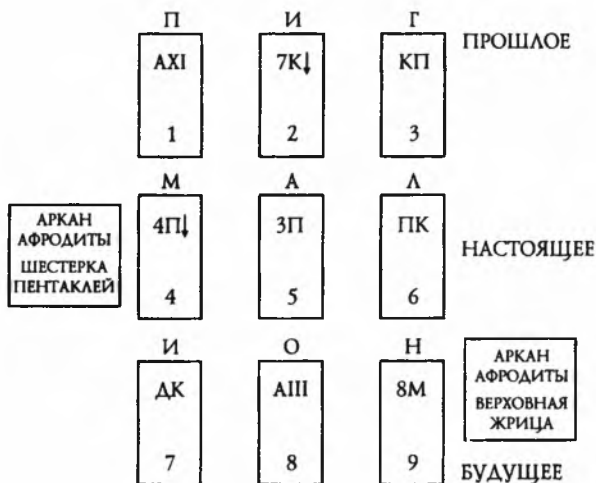 П И Г
АXI 7К↓ КП ПРОШЛОЕ
1 2 3
М А Л
АРКАН
АФРОДИТЫ
ШЕСТЕРКА
ПЕНТАКЛЕЙ
4П↓ 3П ПК НАСТОЯЩЕЕ
4 5 6
И О Н
ДК АIII 8М
АРКАН
АФРОДИТЫ
ВЕРХОВНАЯ
ЖРИЦА
7 8 9 БУДУЩЕЕ